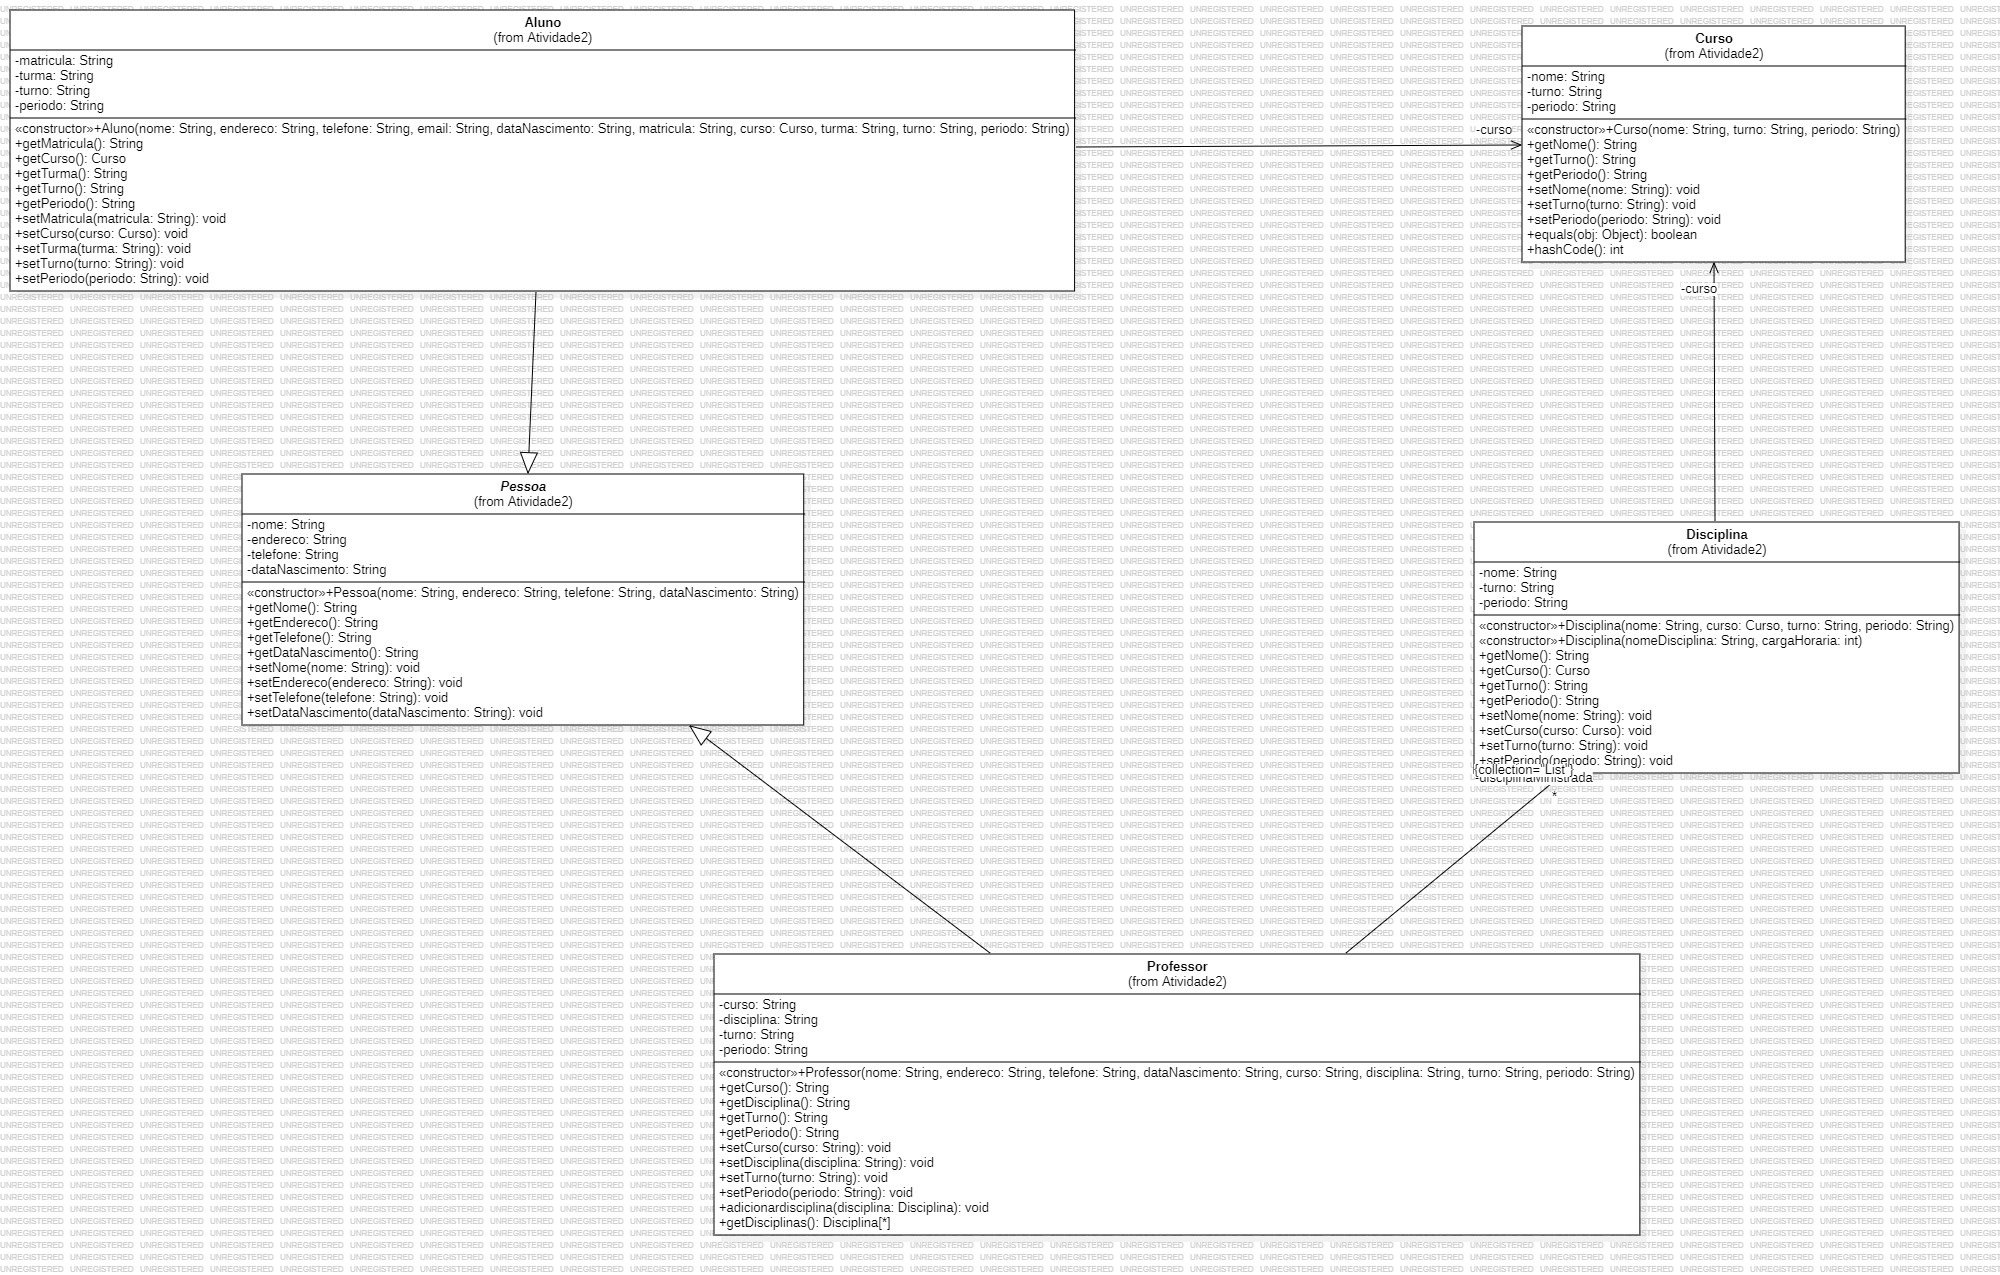 Aluno
(from Atividade2)
-matricula: String
-turma: String
-turno: String
-periodo: String
«constructor»+Aluno(nome: String, endereco: String, telefone: String, email: String, dataNascimento: String, matricula: String, curso: Curso, turma: String, turno: String, periodo: String)
+getMatricula(): String
+getCurso(): Curso
+getTurma(): String
+getTurno(): String
+getPeriodo(): String
+setMatricula(matricula: String): void
+setCurso(curso: Curso): void
+setTurma(turma: String): void
+setTurno(turno: String): void
+setPeriodo(periodo: String): void
-curso
Curso
(from Atividade2)
-nome: String
-turno: String
-periodo: String
«constructor»+Curso(nome: String, turno: String, periodo: String)
+getNome(): String
+getTurno(): String
+getPeriodo(): String
+setNome(nome: String): void
+setTurno(turno: String): void
+setPeriodo(periodo: String): void
+equals(obj: Object): boolean
+hashCode(): int
-curso
Pessoa
(from Atividade2)
-nome: String
-endereco: String
-telefone: String
-dataNascimento: String
«constructor»+Pessoa(nome: String, endereco: String, telefone: String, dataNascimento: String)
+getNome(): String
+getEndereco(): String
+getTelefone(): String
+getDataNascimento(): String
+setNome(nome: String): void
+setEndereco(endereco: String): void
+setTelefone(telefone: String): void
+setDataNascimento(dataNascimento: String): void
Disciplina
(from Atividade2)
-nome: String
-turno: String
-periodo: String
«constructor»+Disciplina(nome: String, curso: Curso, turno: String, periodo: String)
«constructor»+Disciplina(nomeDisciplina: String, cargaHoraria: int)
+getNome(): String
+getCurso(): Curso
+getTurno(): String
+getPeriodo(): String
+setNome(nome: String): void
+setCurso(curso: Curso): void
+setTurno(turno: String): void
+setPeriodo(periodo: String): void
{collection="List"}
-disciplinaMinistrada
*
Professor
(from Atividade2)
-curso: String
-disciplina: String
-turno: String
-periodo: String
«constructor»+Professor(nome: String, endereco: String, telefone: String, dataNascimento: String, curso: String, disciplina: String, turno: String, periodo: String)
+getCurso(): String
+getDisciplina(): String
+getTurno(): String
+getPeriodo(): String
+setCurso(curso: String): void
+setDisciplina(disciplina: String): void
+setTurno(turno: String): void
+setPeriodo(periodo: String): void
+adicionardisciplina(disciplina: Disciplina): void
+getDisciplinas(): Disciplina[*]
UNREGISTERED